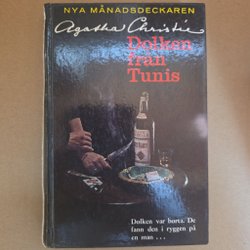 NYA MÅNADSDECKAREN
Agatha Christie
Dolken
från
Tunis
Dolken var borta. De
fann den i ryggen på
en man . . .